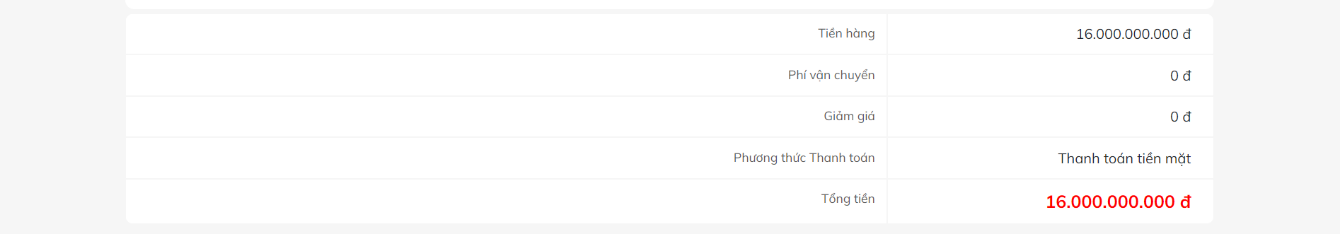 Tiền hàng 16.000.000.000 đ
Phí vận chuyển 0 đ
Giảm giá 0 đ
Phương thức Thanh toán Thanh toán tiền mặt
Tổng tiền 16.000.000.000 đ